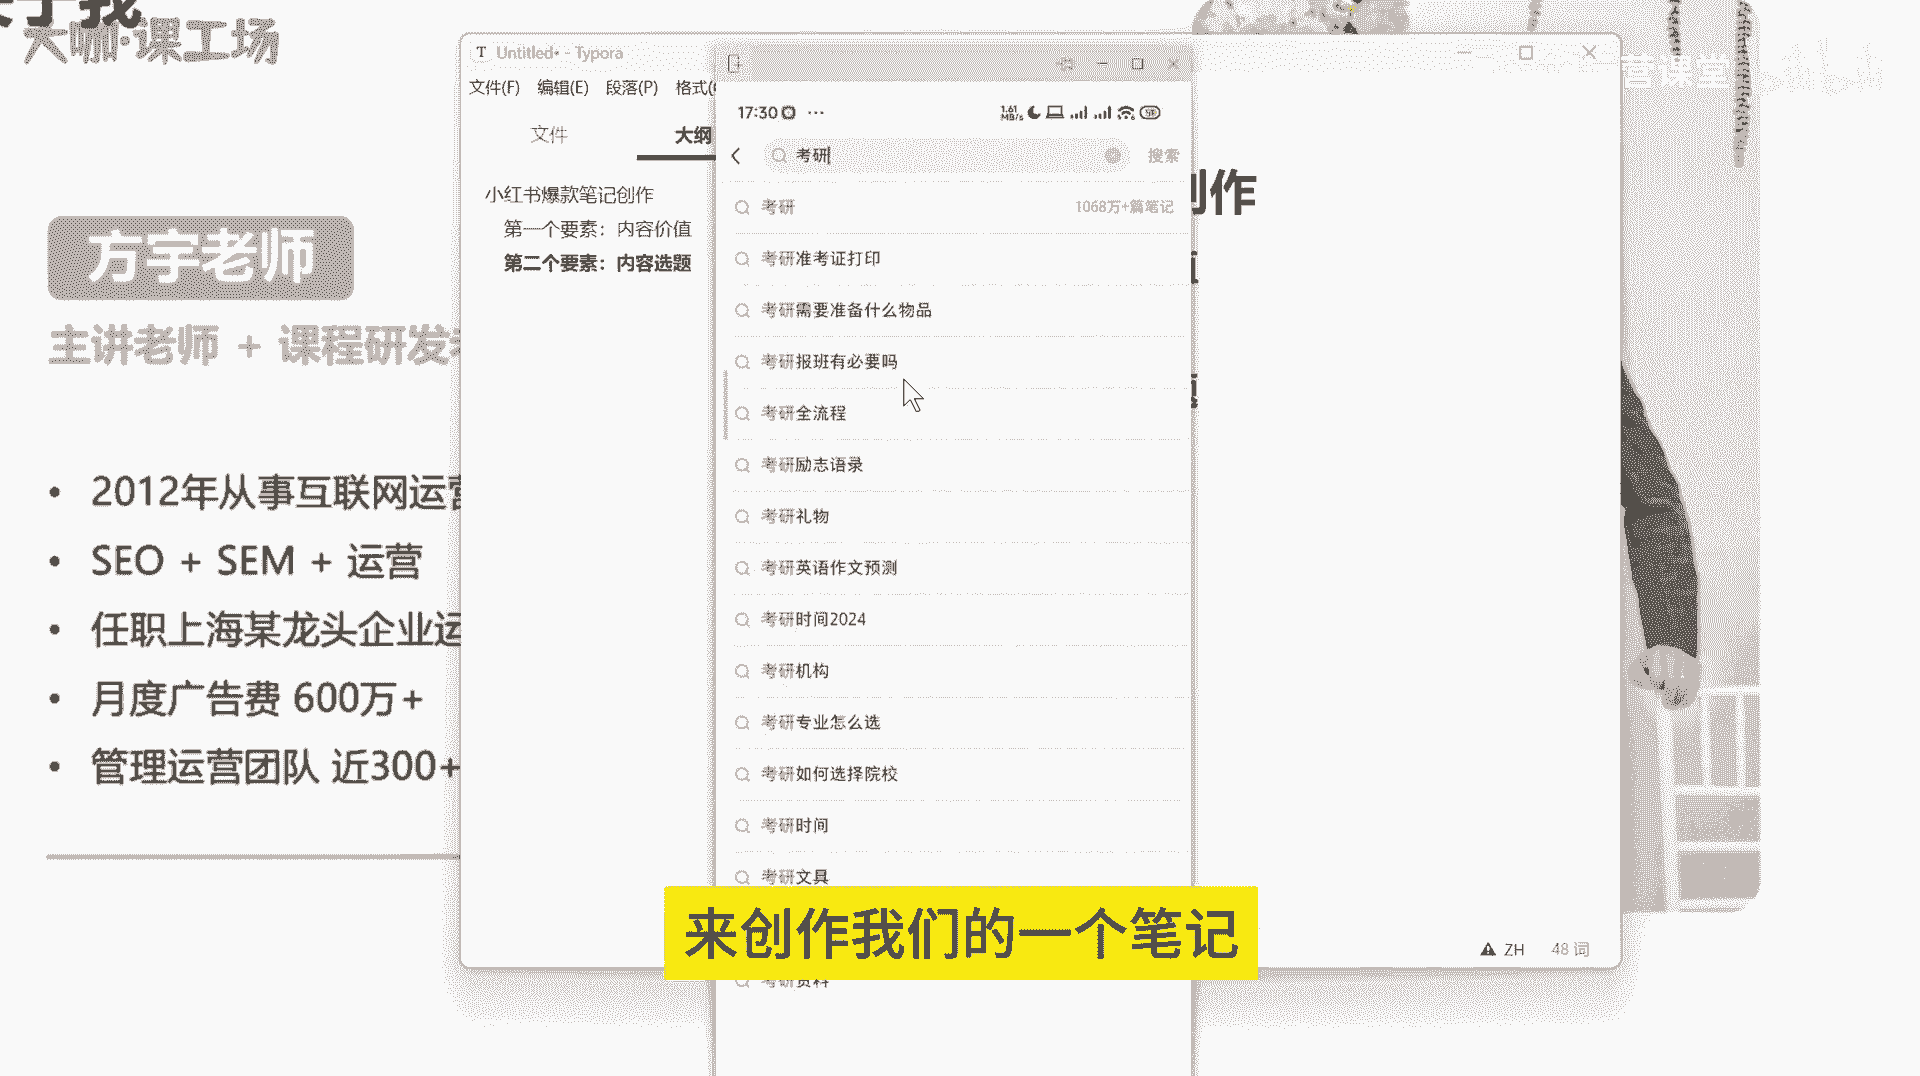 大咖·课工场
方宇老师
主讲老师 + 课程研发者
• 2012年从事互联网运营
• SEO + SEM + 运营
• 任职上海某龙头企业运
• 月度广告费 600万+
• 管理运营团队 近300+
Untitled• - Typora
文件(F) 编辑(E) 段落(P) 格式(
文件 大纲
小红书爆款笔记创作
第一个要素：内容价值
第二个要素：内容选题
17:30
1.61 MB/s
考研 搜索
考研 1068万+篇笔记
考研准考证打印
考研需要准备什么物品
考研报班有必要吗
考研全流程
考研励志语录
考研礼物
考研英语作文预测
考研时间2024
考研机构
考研专业怎么选
考研如何选择院校
考研时间
考研文具
考研资料
创作
营课堂
来创作我们的一个笔记
ZH 48 词